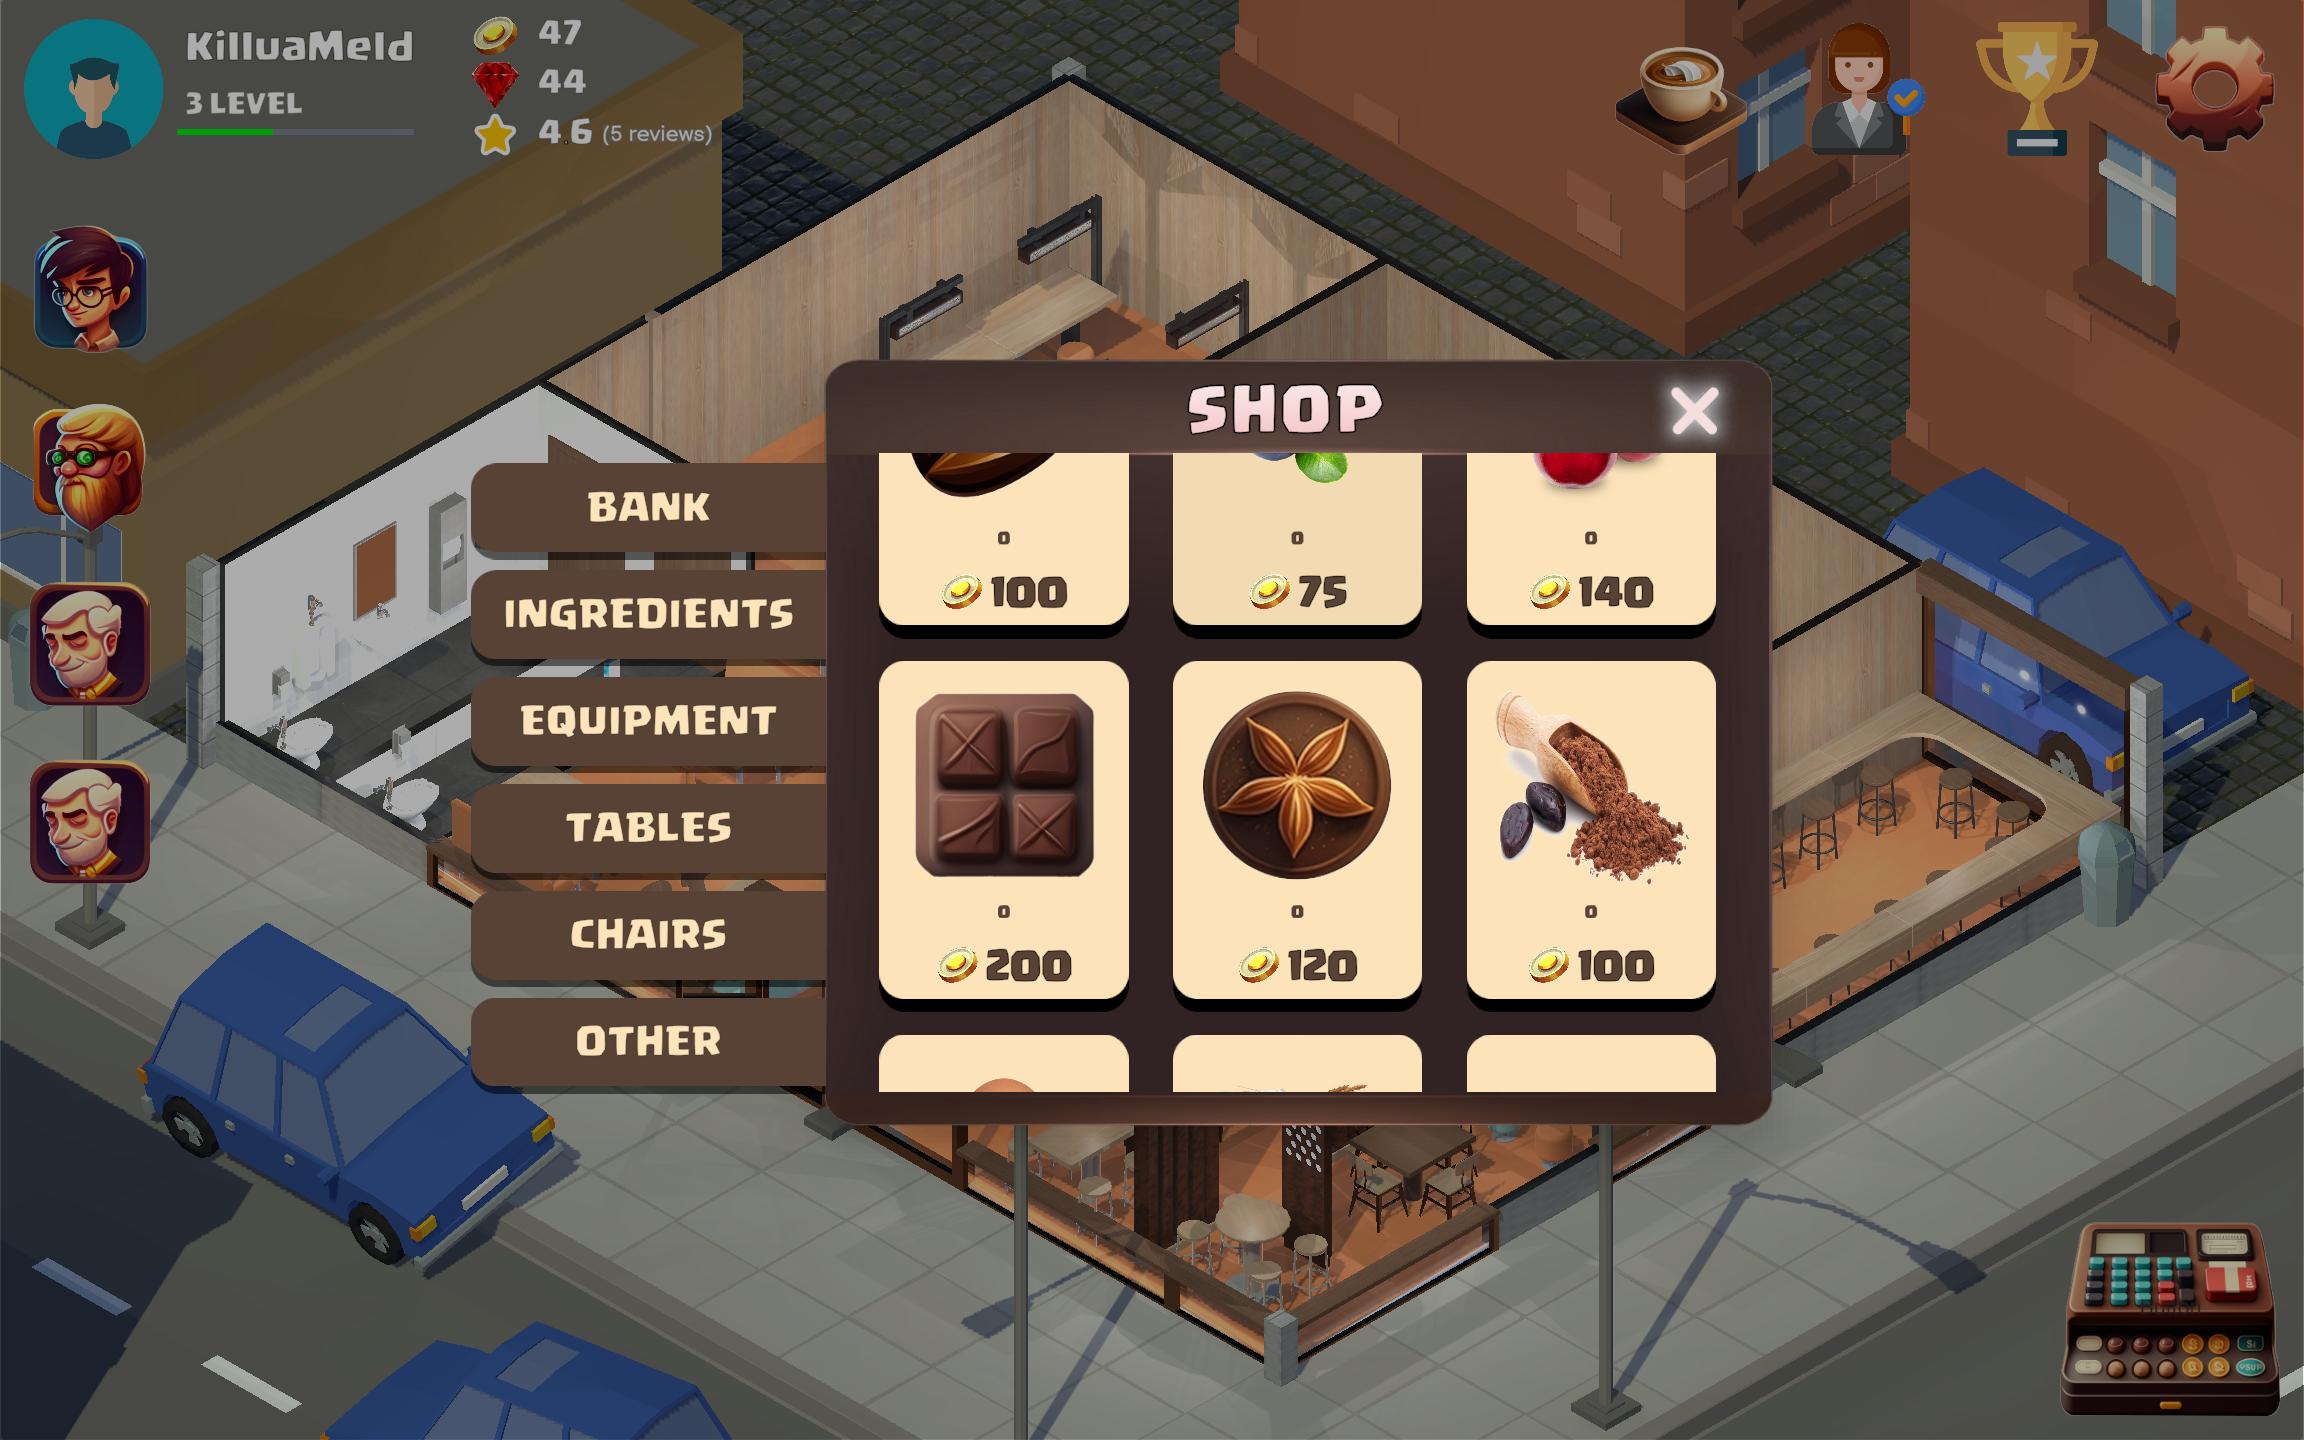 KilluaMeld
3 LEVEL
47
44
4.6 (5 reviews)
SHOP
BANK
INGREDIENTS
EQUIPMENT
TABLES
CHAIRS
OTHER
0 0 0
100 75 140
0 0 0
200 120 100